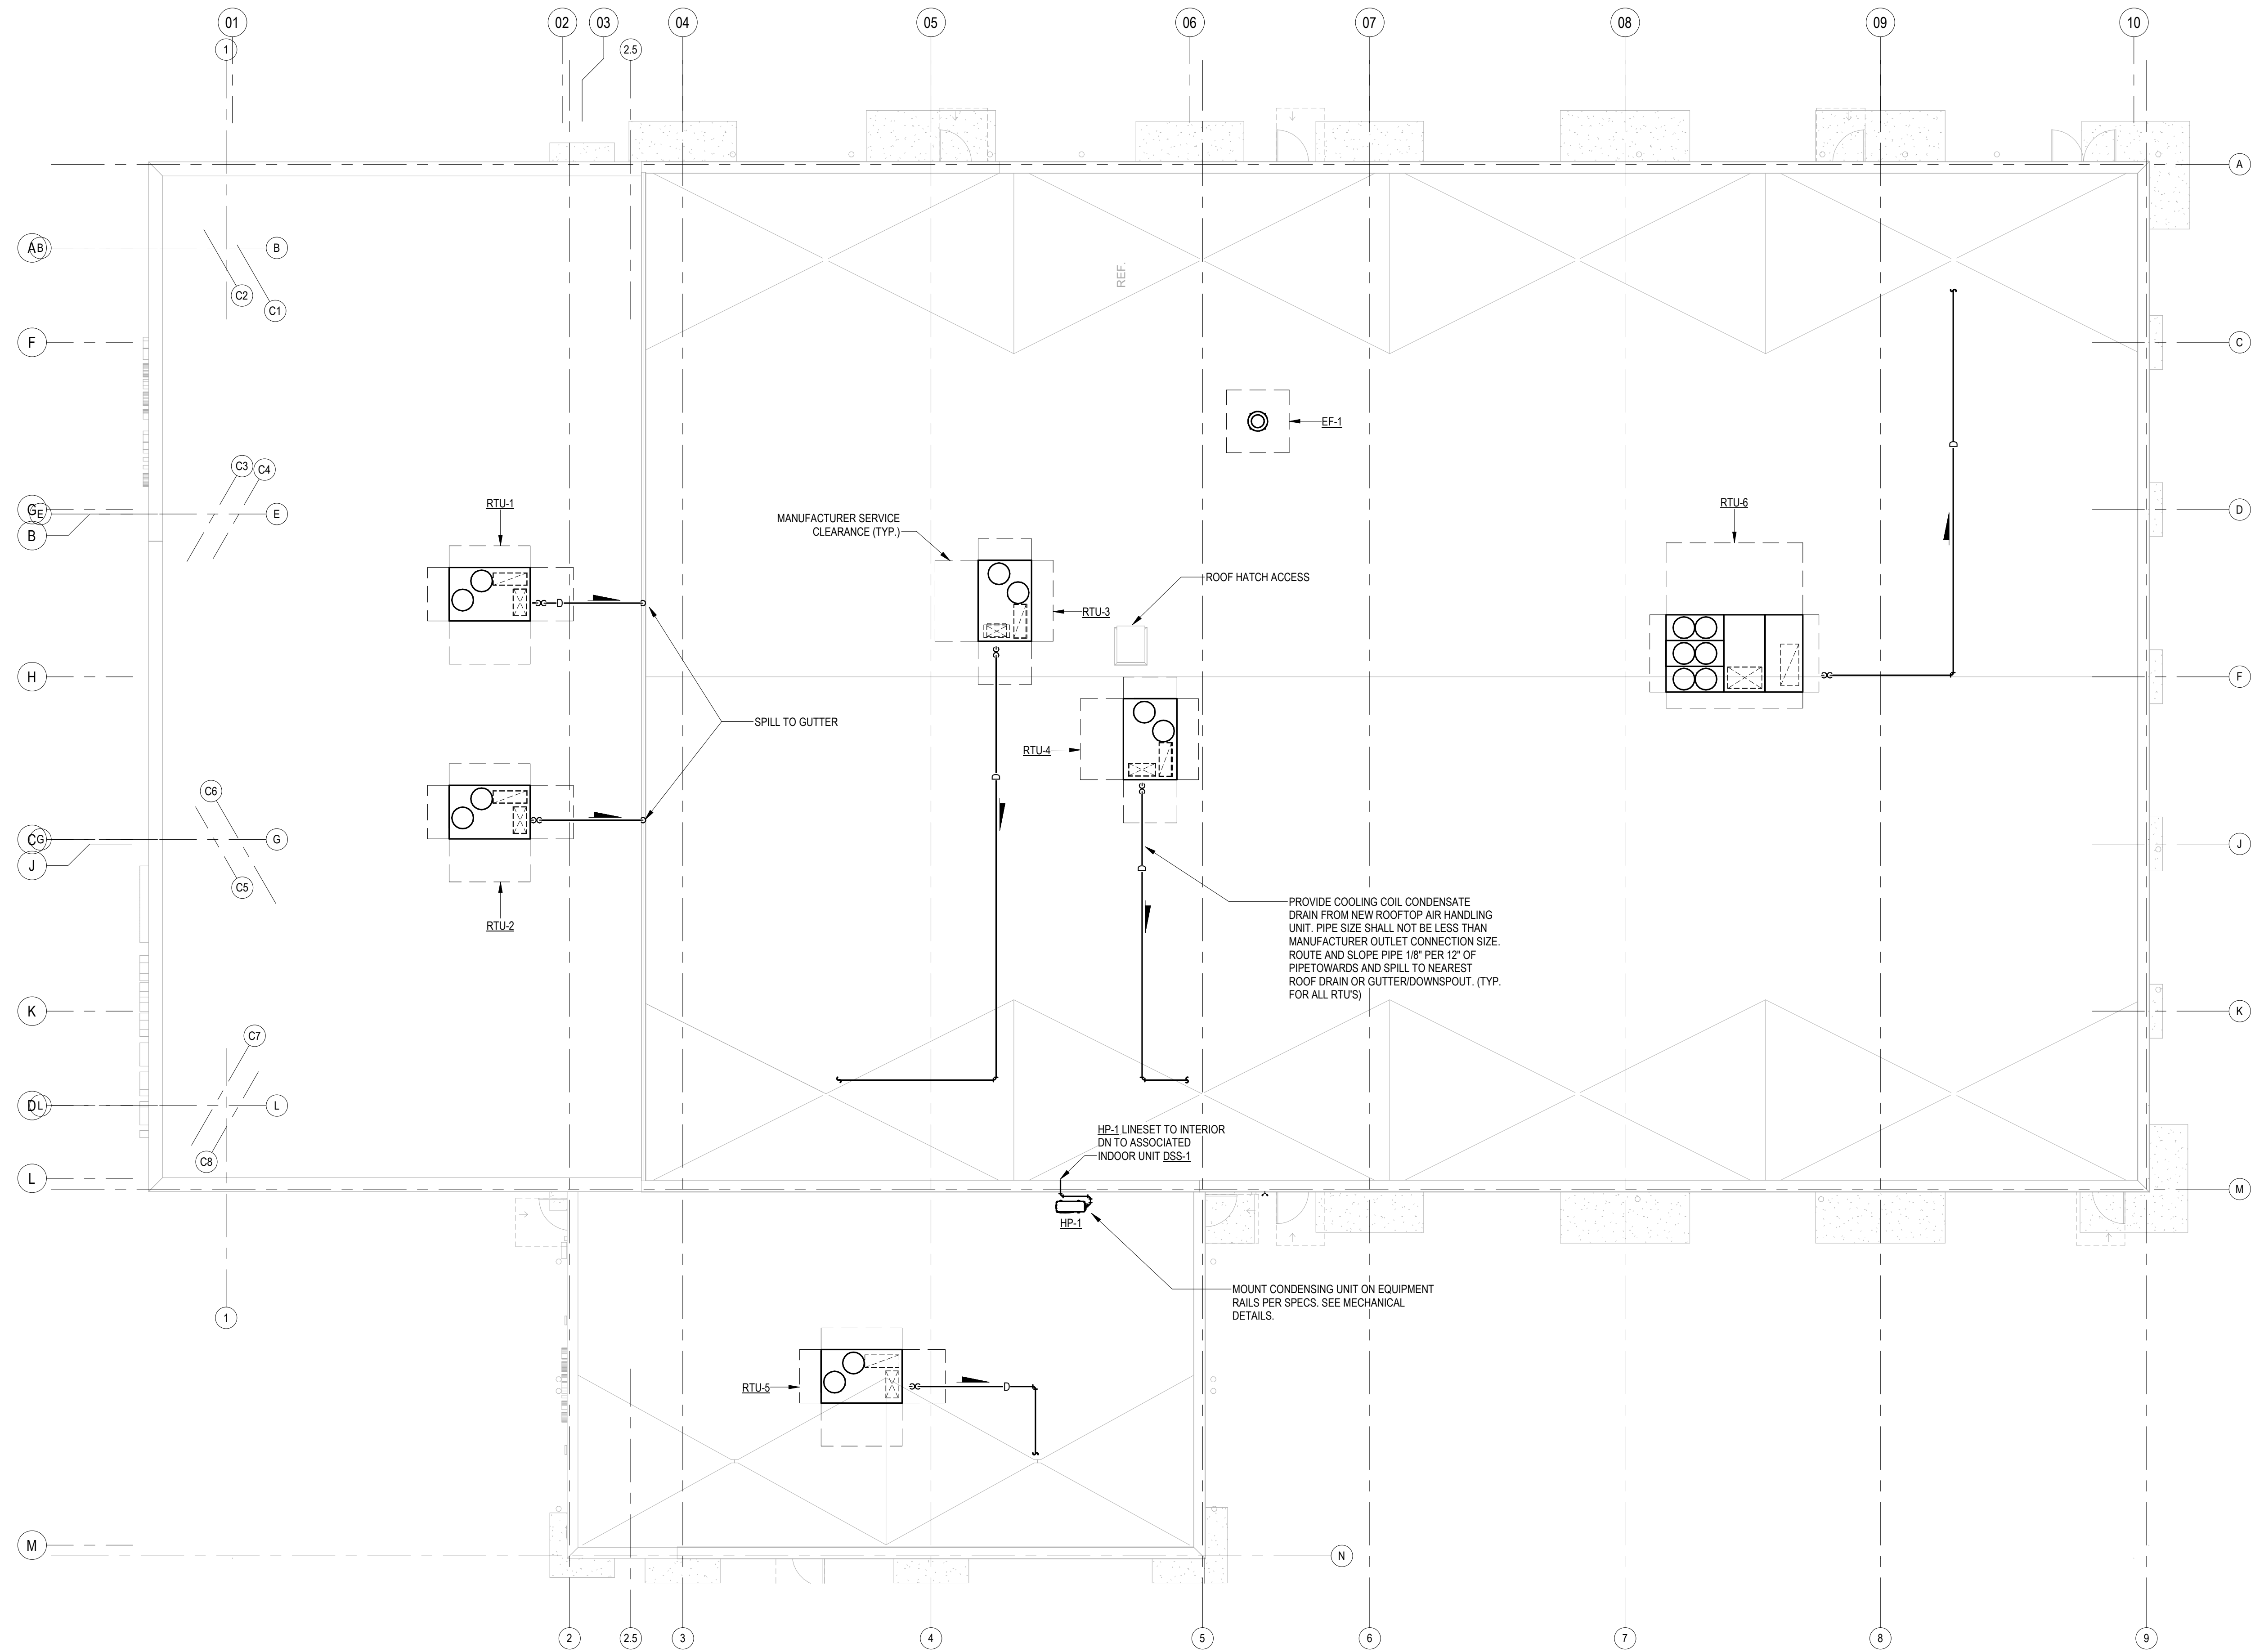 01
02
03
04
05
06
07
08
09
10
1
2.5
A
A
B
B
C2
C1
F
C
REF.
EF-1
C3
C4
G
E
E
B
D
RTU-1
RTU-6
MANUFACTURER SERVICE
CLEARANCE (TYP.)
ROOF HATCH ACCESS
D
RTU-3
D
H
F
SPILL TO GUTTER
RTU-4
D
C6
C
G
G
J
J
D
C5
RTU-2
PROVIDE COOLING COIL CONDENSATE
DRAIN FROM NEW ROOFTOP AIR HANDLING
UNIT. PIPE SIZE SHALL NOT BE LESS THAN
MANUFACTURER OUTLET CONNECTION SIZE.
ROUTE AND SLOPE PIPE 1/8" PER 12" OF
PIPETOWARDS AND SPILL TO NEAREST
ROOF DRAIN OR GUTTER/DOWNSPOUT. (TYP.
FOR ALL RTU'S)
K
K
C7
D
L
L
C8
HP-1 LINESET TO INTERIOR
DN TO ASSOCIATED
INDOOR UNIT DSS-1
L
M
HP-1
MOUNT CONDENSING UNIT ON EQUIPMENT
RAILS PER SPECS. SEE MECHANICAL
DETAILS.
1
RTU-5
D
M
N
2
2.5
3
4
5
6
7
8
9